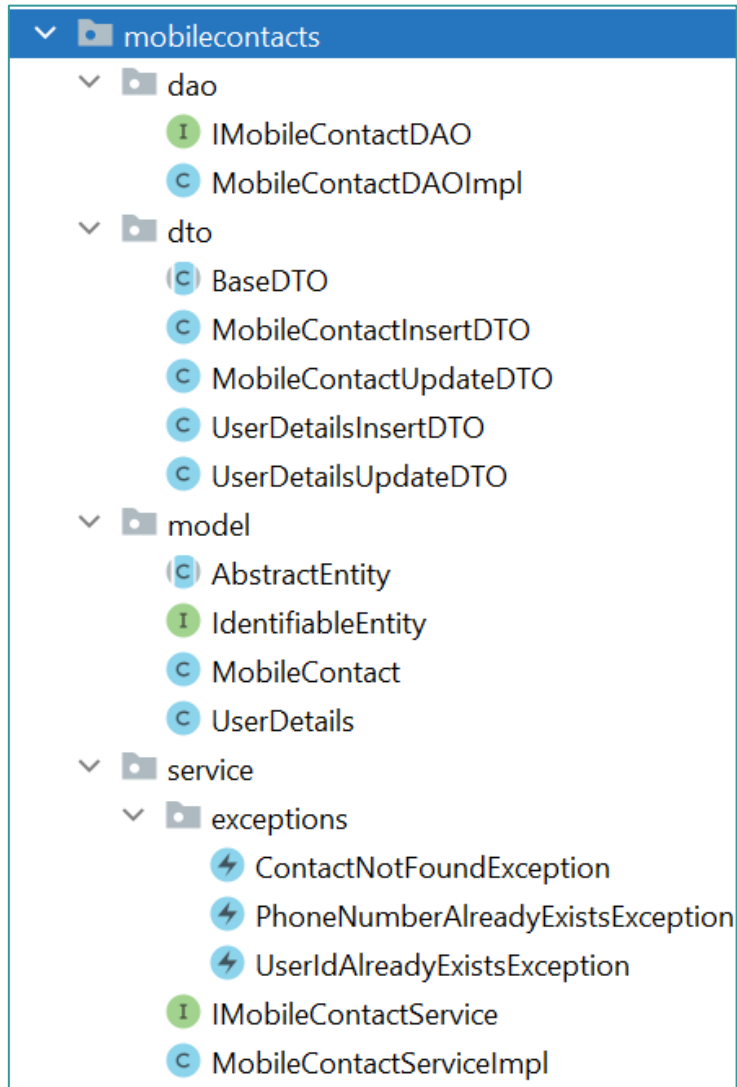 mobilecontacts
dao
I IMobileContactDAO
C MobileContactDAOImpl
dto
C BaseDTO
C MobileContactInsertDTO
C MobileContactUpdateDTO
C UserDetailsInsertDTO
C UserDetailsUpdateDTO
model
C AbstractEntity
I IdentifiableEntity
C MobileContact
C UserDetails
service
exceptions
ContactNotFoundException
PhoneNumberAlreadyExistsException
UserIdAlreadyExistsException
I IMobileContactService
C MobileContactServiceImpl